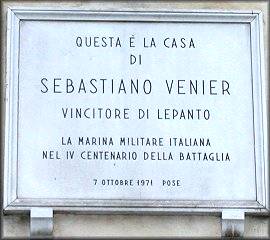 QUESTA È LA CASA
DI
SEBASTIANO VENIER
VINCITORE DI LEPANTO
LA MARINA MILITARE ITALIANA
NEL IV CENTENARIO DELLA BATTAGLIA
7 OTTOBRE 1971 POSE